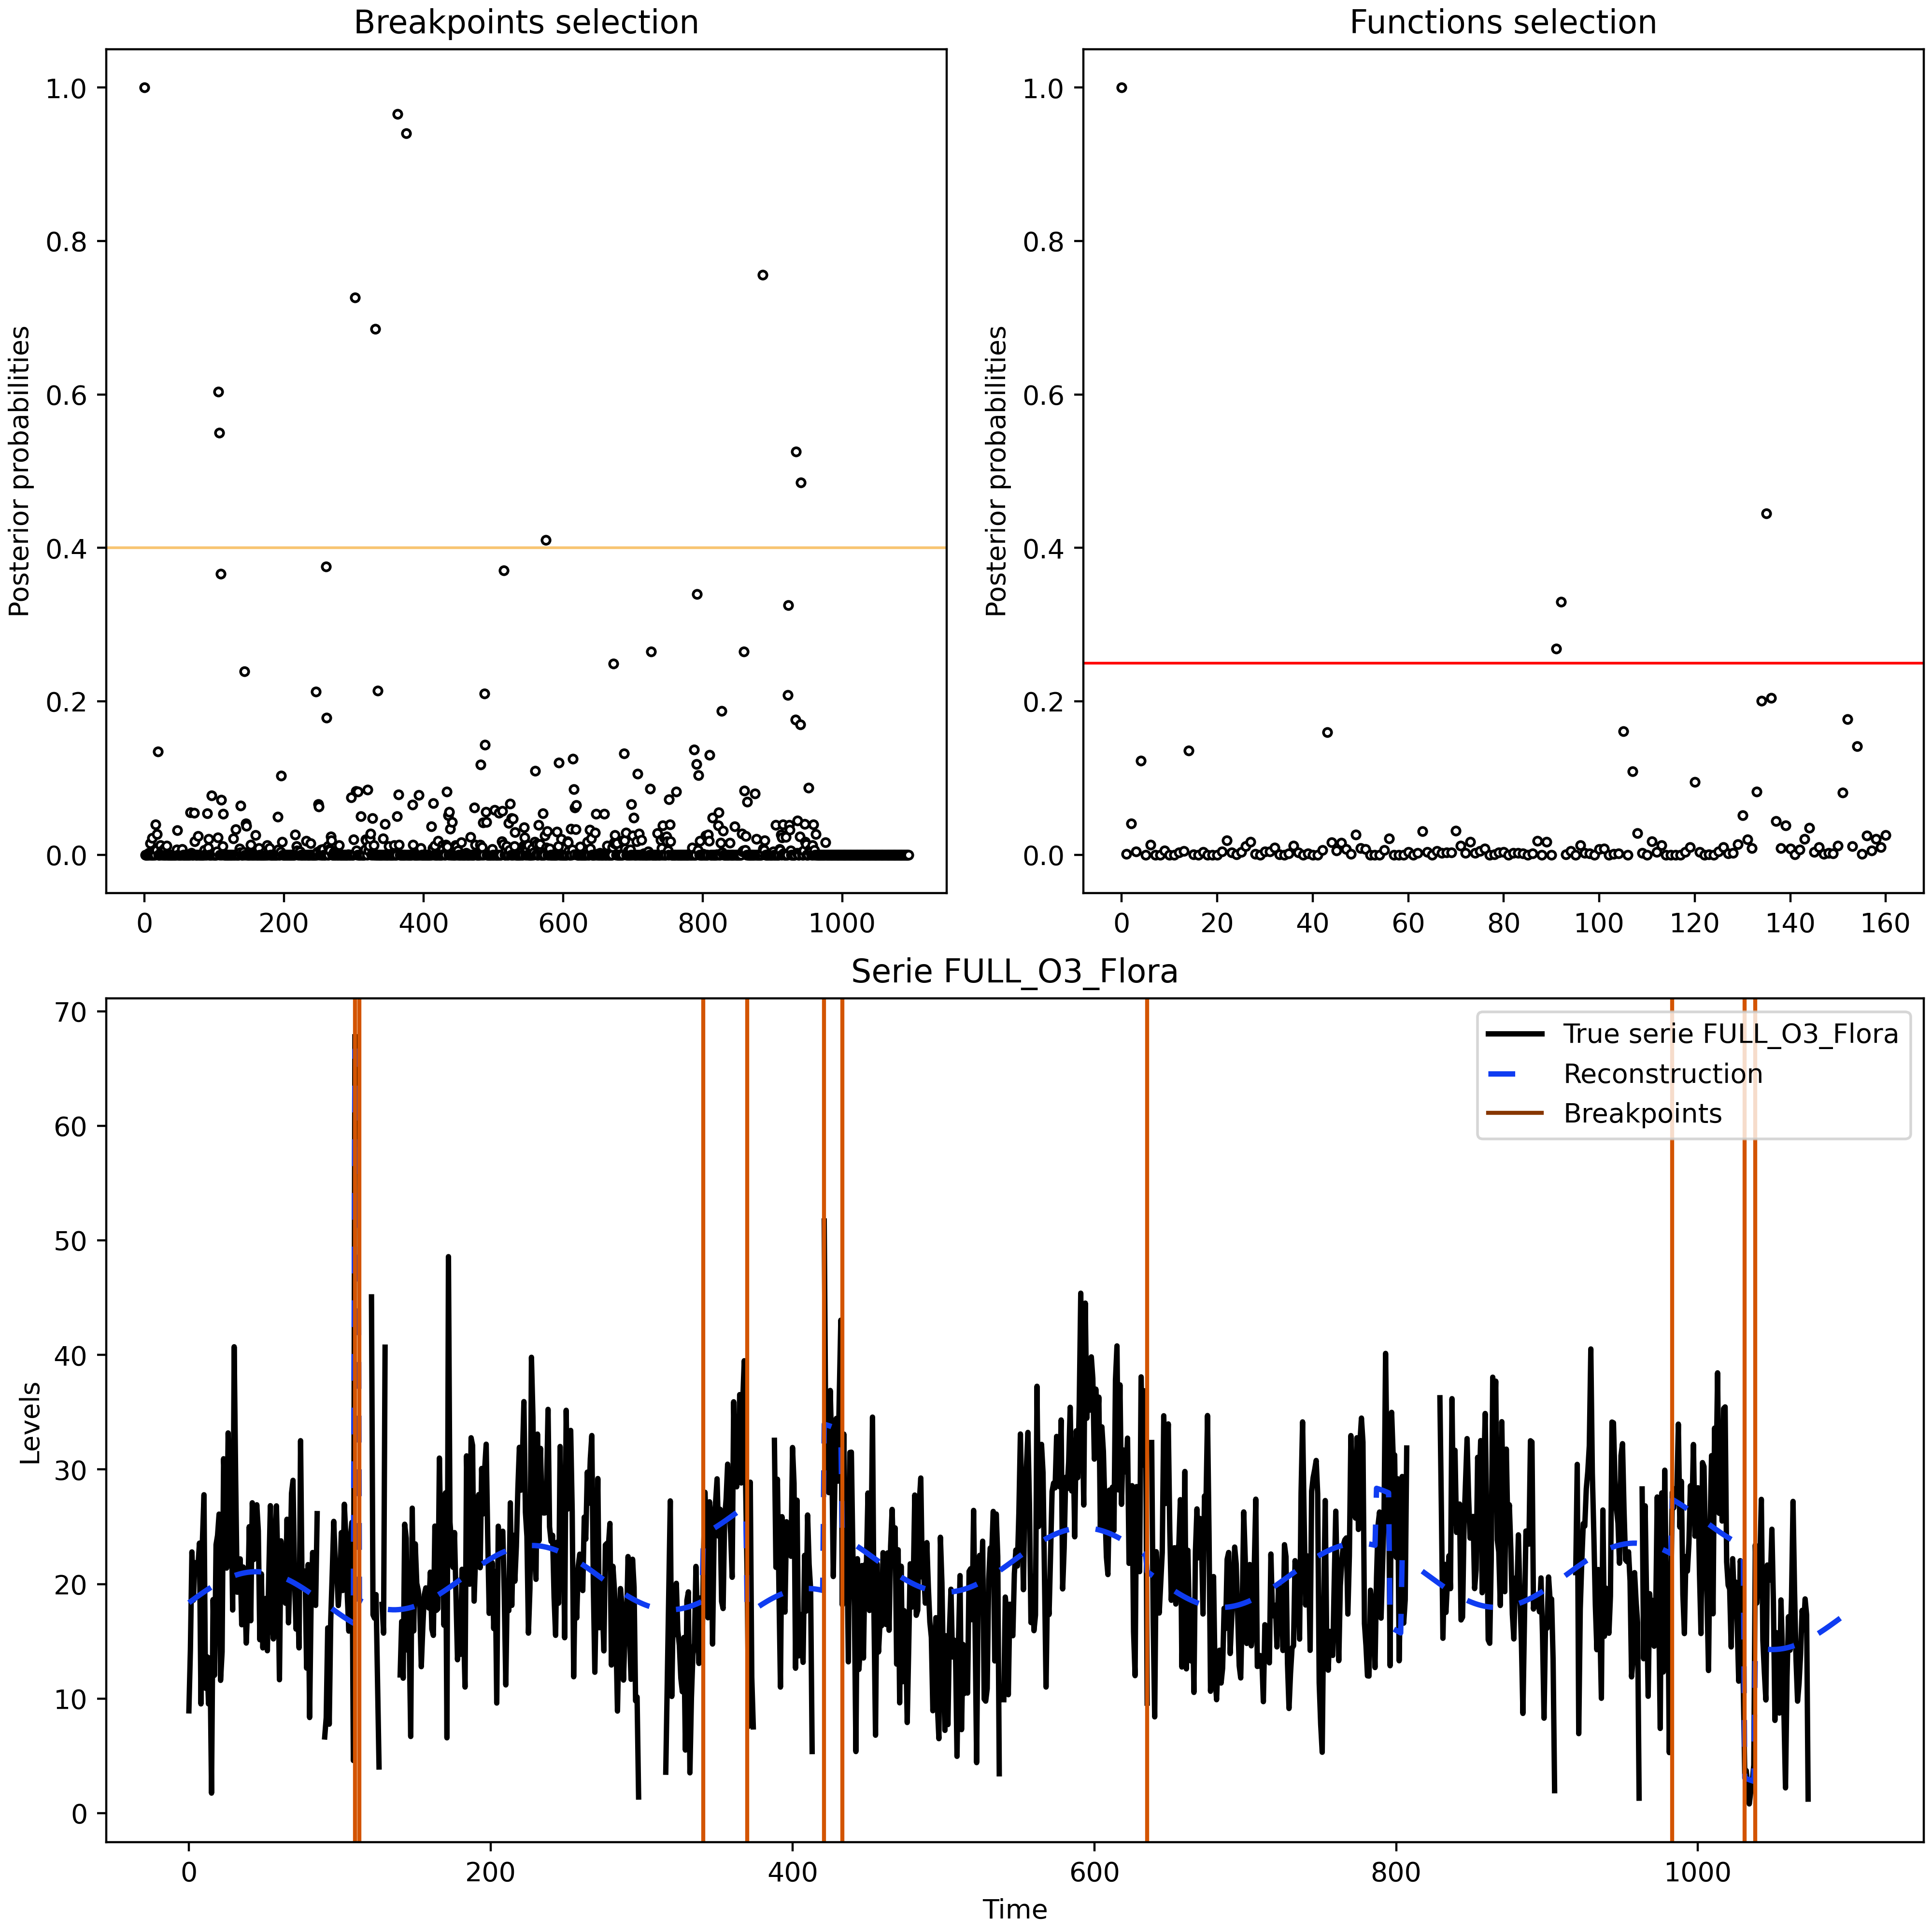 Breakpoints selection
Posterior probabilities
1.0
0.8
0.6
0.4
0.2
0.0
0 200 400 600 800 1000
Functions selection
Posterior probabilities
1.0
0.8
0.6
0.4
0.2
0.0
0 20 40 60 80 100 120 140 160
Serie FULL_O3_Flora
Levels
70
60
50
40
30
20
10
0
0 200 400 600 800 1000
Time
True serie FULL_O3_Flora
Reconstruction
Breakpoints